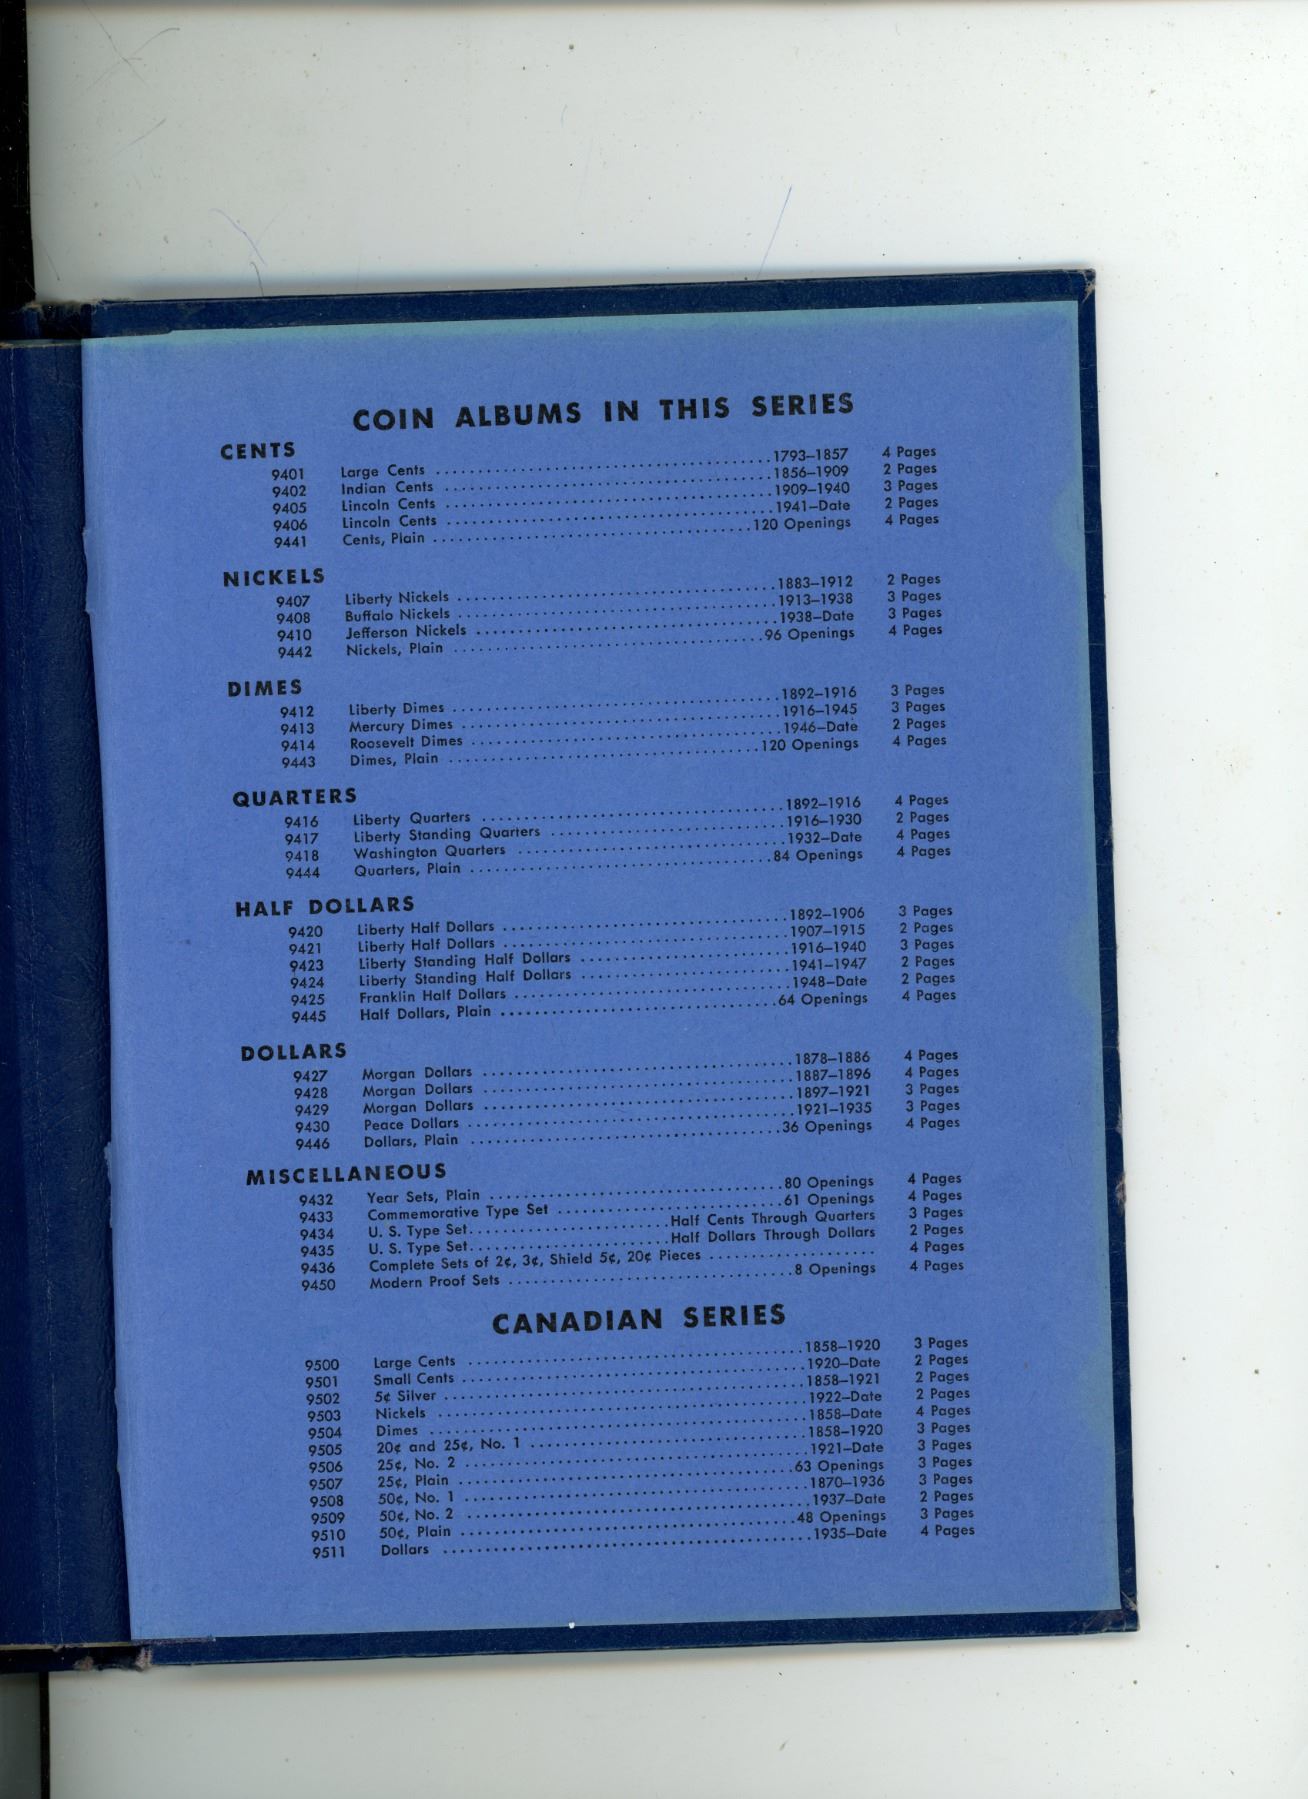 COIN ALBUMS IN THIS SERIES
CENTS
9401 Large Cents 1793–1857 4 Pages
9402 Indian Cents 1856–1909 2 Pages
9405 Lincoln Cents 1909–1940 3 Pages
9406 Lincoln Cents 1941–Date 2 Pages
9441 Cents, Plain 120 Openings 4 Pages
NICKELS
9407 Liberty Nickels 1883–1912 2 Pages
9408 Buffalo Nickels 1913–1938 3 Pages
9410 Jefferson Nickels 1938–Date 3 Pages
9442 Nickels, Plain 96 Openings 4 Pages
DIMES
9412 Liberty Dimes 1892–1916 3 Pages
9413 Mercury Dimes 1916–1945 3 Pages
9414 Roosevelt Dimes 1946–Date 2 Pages
9443 Dimes, Plain 120 Openings 4 Pages
QUARTERS
9416 Liberty Quarters 1892–1916 4 Pages
9417 Liberty Standing Quarters 1916–1930 2 Pages
9418 Washington Quarters 1932–Date 4 Pages
9444 Quarters, Plain 84 Openings 4 Pages
HALF DOLLARS
9420 Liberty Half Dollars 1892–1906 3 Pages
9421 Liberty Half Dollars 1907–1915 2 Pages
9423 Liberty Standing Half Dollars 1916–1940 3 Pages
9424 Liberty Standing Half Dollars 1941–1947 2 Pages
9425 Franklin Half Dollars 1948–Date 2 Pages
9445 Half Dollars, Plain 64 Openings 4 Pages
DOLLARS
9427 Morgan Dollars 1878–1886 4 Pages
9428 Morgan Dollars 1887–1896 4 Pages
9429 Morgan Dollars 1897–1921 3 Pages
9430 Peace Dollars 1921–1935 3 Pages
9446 Dollars, Plain 36 Openings 4 Pages
MISCELLANEOUS
9432 Year Sets, Plain 80 Openings 4 Pages
9433 Commemorative Type Set 61 Openings 4 Pages
9434 U. S. Type Set Half Cents Through Quarters 3 Pages
9435 U. S. Type Set Half Dollars Through Dollars 2 Pages
9436 Complete Sets of 2¢, 3¢, Shield 5¢, 20¢ Pieces 4 Pages
9450 Modern Proof Sets 8 Openings 4 Pages
CANADIAN SERIES
9500 Large Cents 1858–1920 3 Pages
9501 Small Cents 1920–Date 2 Pages
9502 5¢ Silver 1858–1921 2 Pages
9503 Nickels 1922–Date 2 Pages
9504 Dimes 1858–Date 4 Pages
9505 20¢ and 25¢, No. 1 1858–1920 3 Pages
9506 25¢, No. 2 1921–Date 3 Pages
9507 25¢, Plain 63 Openings 3 Pages
9508 50¢, No. 1 1870–1936 3 Pages
9509 50¢, No. 2 1937–Date 2 Pages
9510 50¢, Plain 48 Openings 3 Pages
9511 Dollars 1935–Date 4 Pages